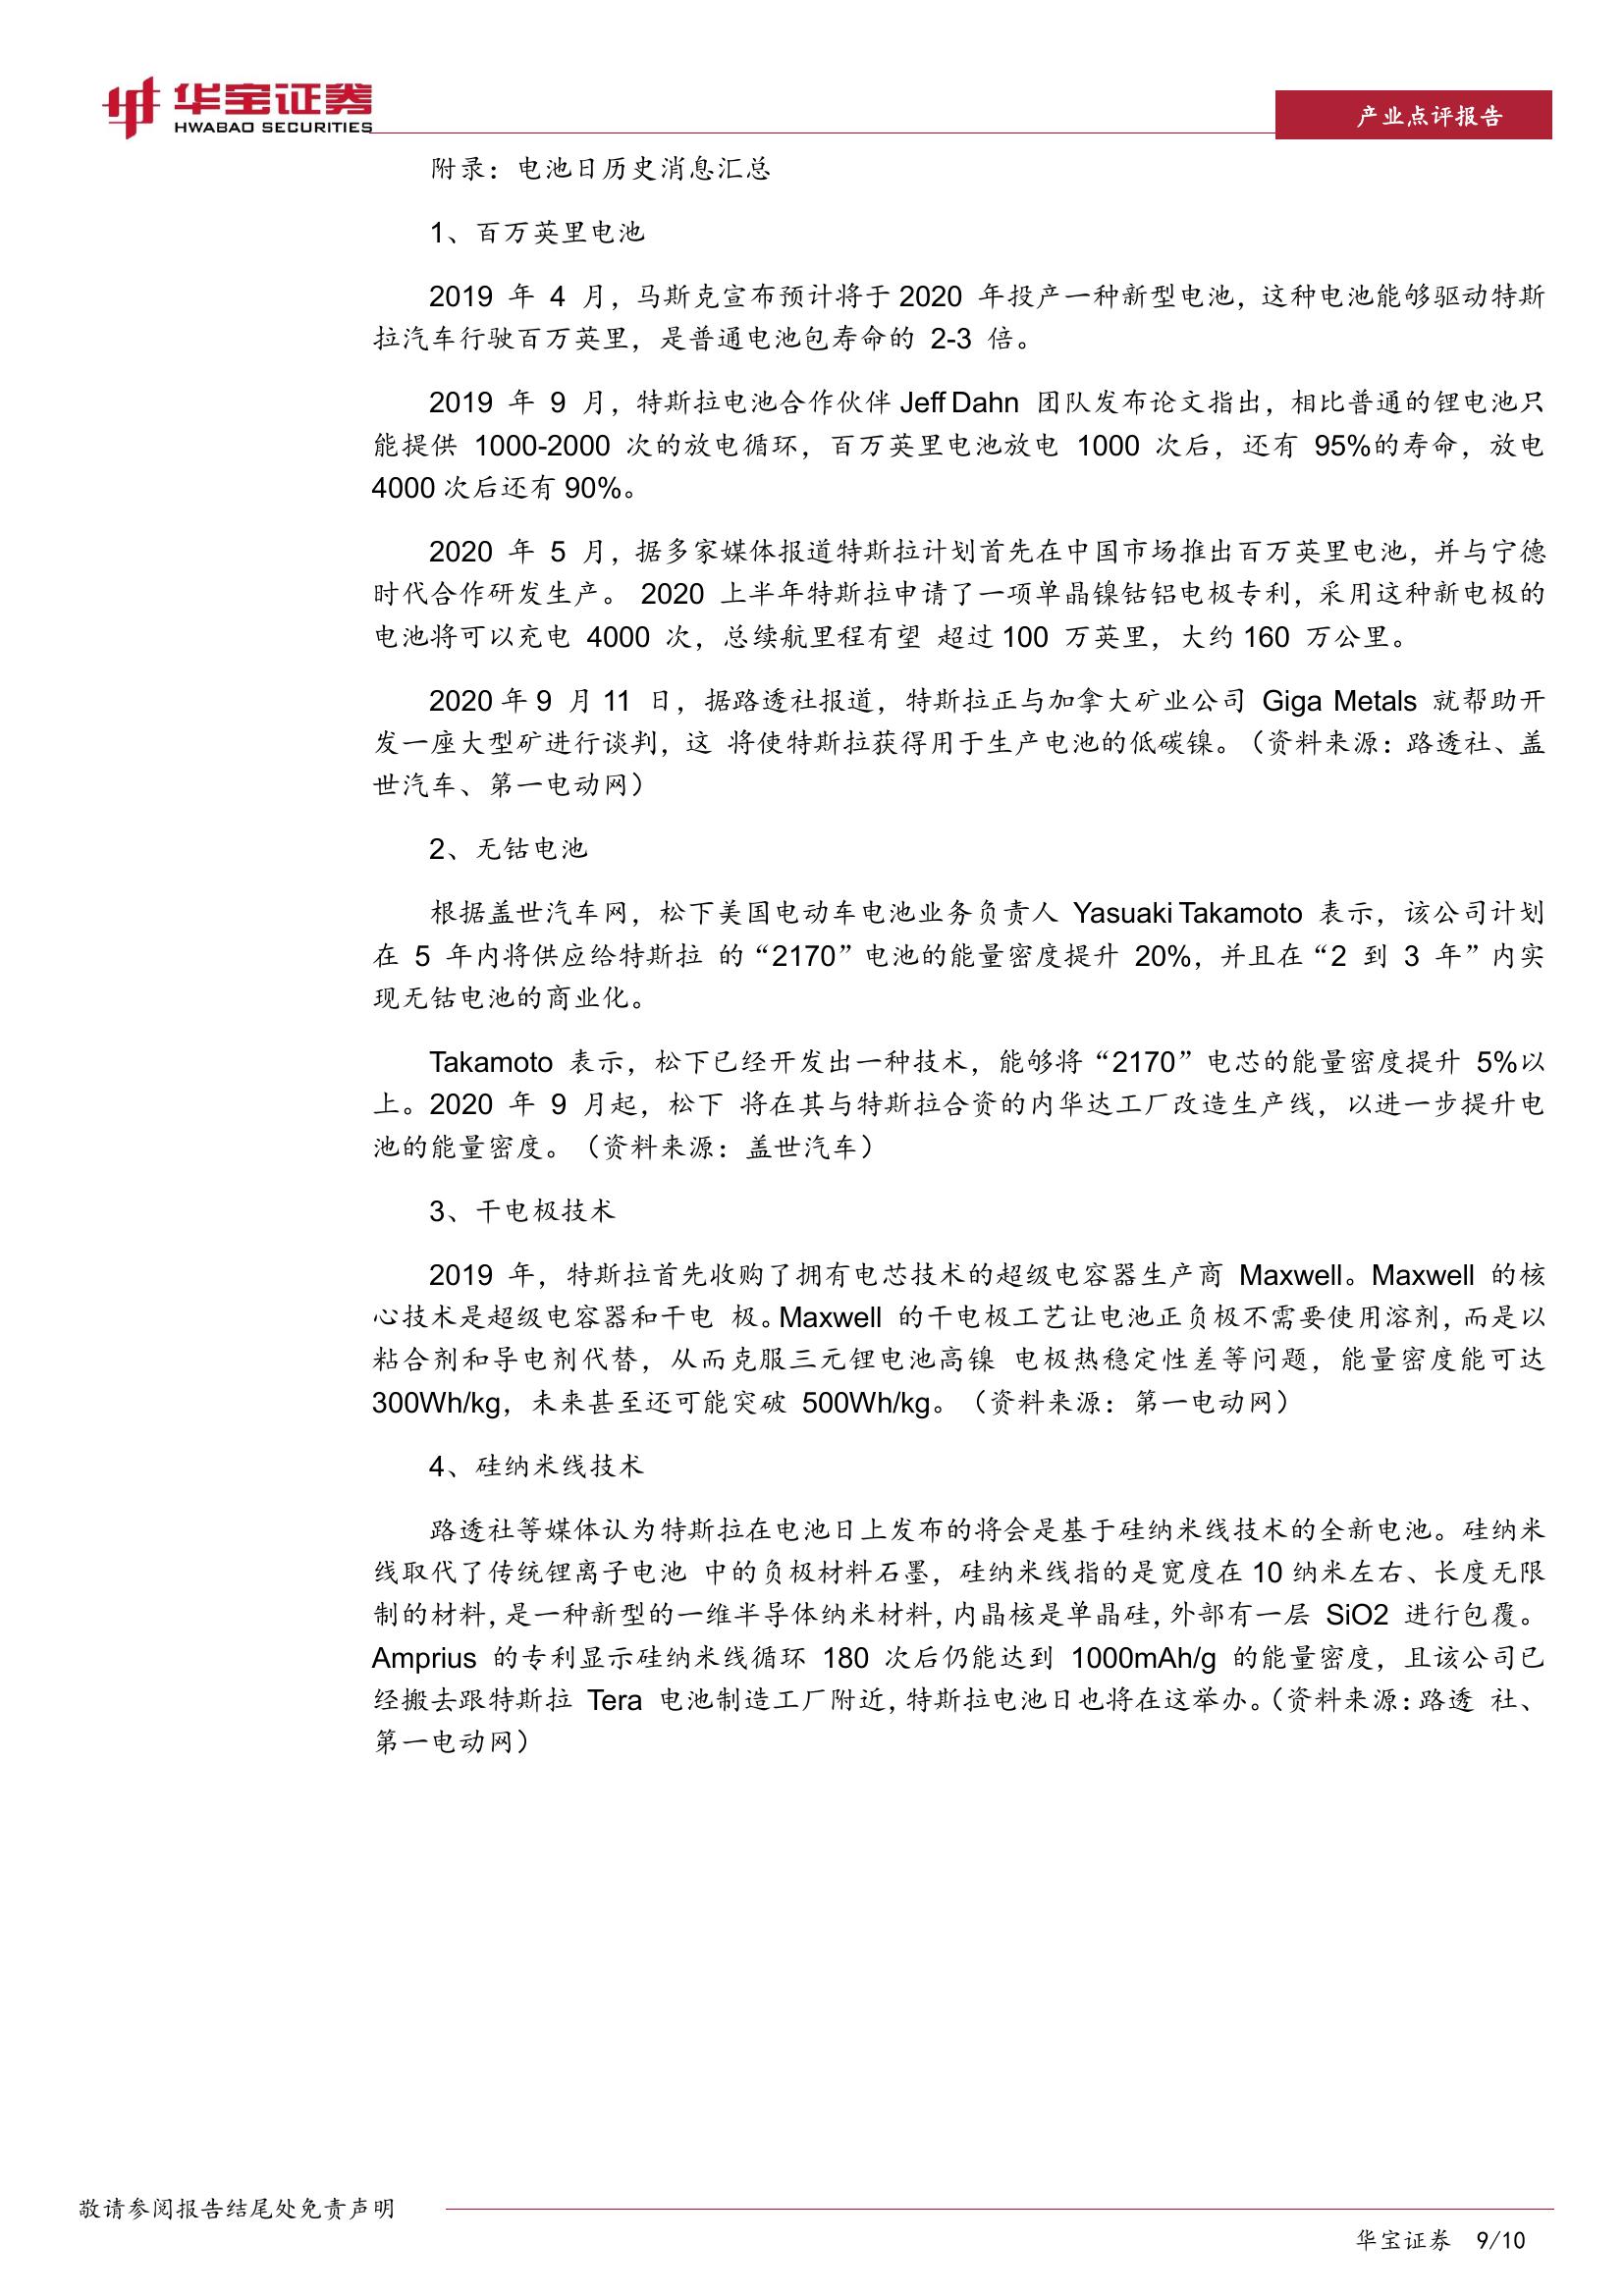 华宝证券
HWABAO SECURITIES
产业点评报告
附录：电池日历史消息汇总
1、百万英里电池
2019 年 4 月，马斯克宣布预计将于 2020 年投产一种新型电池，这种电池能够驱动特斯
拉汽车行驶百万英里，是普通电池包寿命的 2-3 倍。
2019 年 9 月，特斯拉电池合作伙伴 Jeff Dahn 团队发布论文指出，相比普通的锂电池只
能提供 1000-2000 次的放电循环，百万英里电池放电 1000 次后，还有 95%的寿命，放电
4000 次后还有 90%。
2020 年 5 月，据多家媒体报道特斯拉计划首先在中国市场推出百万英里电池，并与宁德
时代合作研发生产。 2020 上半年特斯拉申请了一项单晶镍钴铝电极专利，采用这种新电极的
电池将可以充电 4000 次，总续航里程有望 超过 100 万英里，大约 160 万公里。
2020 年 9 月 11 日，据路透社报道，特斯拉正与加拿大矿业公司 Giga Metals 就帮助开
发一座大型矿进行谈判，这 将使特斯拉获得用于生产电池的低碳镍。（资料来源：路透社、盖
世汽车、第一电动网）
2、无钴电池
根据盖世汽车网，松下美国电动车电池业务负责人 Yasuaki Takamoto 表示，该公司计划
在 5 年内将供应给特斯拉 的“2170”电池的能量密度提升 20%，并且在“2 到 3 年”内实
现无钴电池的商业化。
Takamoto 表示，松下已经开发出一种技术，能够将“2170”电芯的能量密度提升 5%以
上。2020 年 9 月起，松下 将在其与特斯拉合资的内华达工厂改造生产线，以进一步提升电
池的能量密度。（资料来源：盖世汽车）
3、干电极技术
2019 年，特斯拉首先收购了拥有电芯技术的超级电容器生产商 Maxwell。Maxwell 的核
心技术是超级电容器和干电 极。Maxwell 的干电极工艺让电池正负极不需要使用溶剂，而是以
粘合剂和导电剂代替，从而克服三元锂电池高镍 电极热稳定性差等问题，能量密度能可达
300Wh/kg，未来甚至还可能突破 500Wh/kg。（资料来源：第一电动网）
4、硅纳米线技术
路透社等媒体认为特斯拉在电池日上发布的将会是基于硅纳米线技术的全新电池。硅纳米
线取代了传统锂离子电池 中的负极材料石墨，硅纳米线指的是宽度在 10 纳米左右、长度无限
制的材料，是一种新型的一维半导体纳米材料，内晶核是单晶硅，外部有一层 SiO2 进行包覆。
Amprius 的专利显示硅纳米线循环 180 次后仍能达到 1000mAh/g 的能量密度，且该公司已
经搬去跟特斯拉 Tera 电池制造工厂附近，特斯拉电池日也将在这举办。（资料来源：路透 社、
第一电动网）
敬请参阅报告结尾处免责声明
华宝证券 9/10